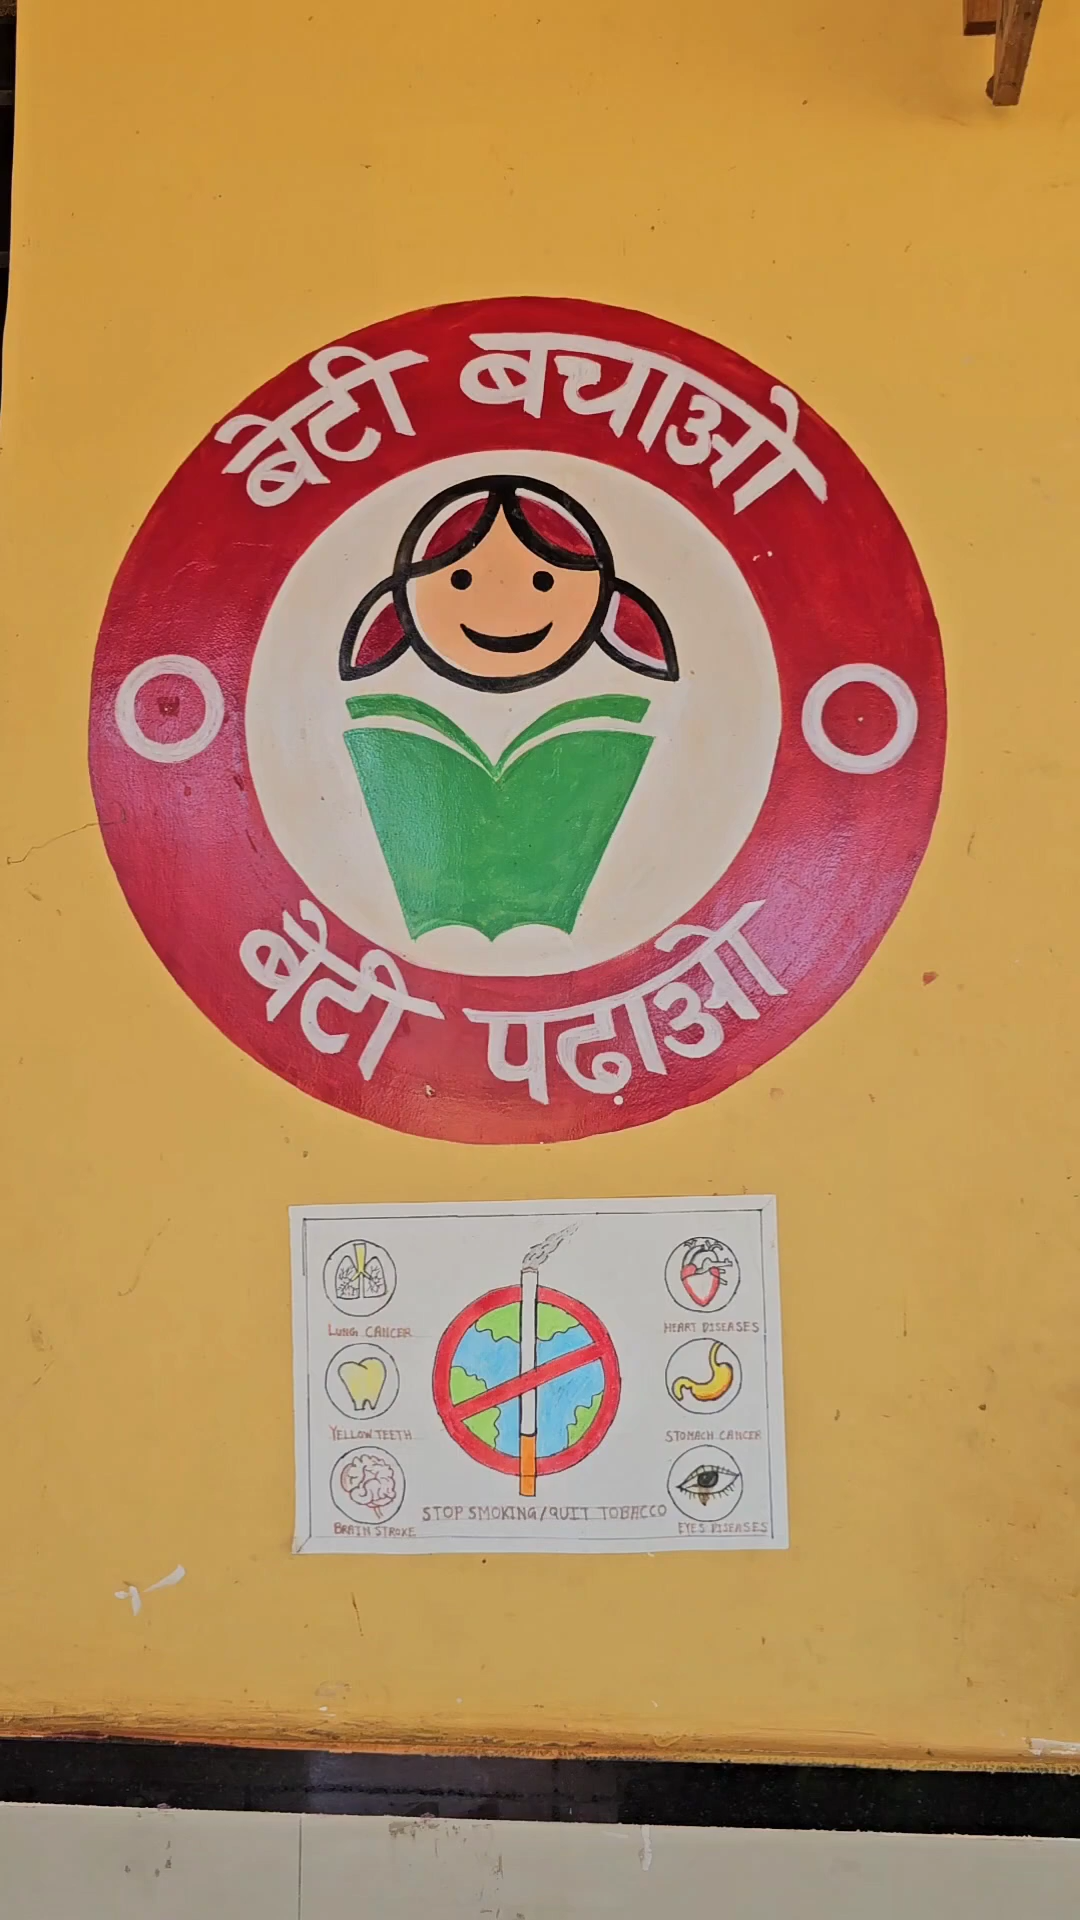 बेटी बचाओ
बेटी पढ़ाओ
LUNG CANCER
HEART DISEASES
YELLOW TEETH
STOMACH CANCER
BRAIN STROKE
STOP SMOKING/QUIT TOBACCO
EYES DISEASES